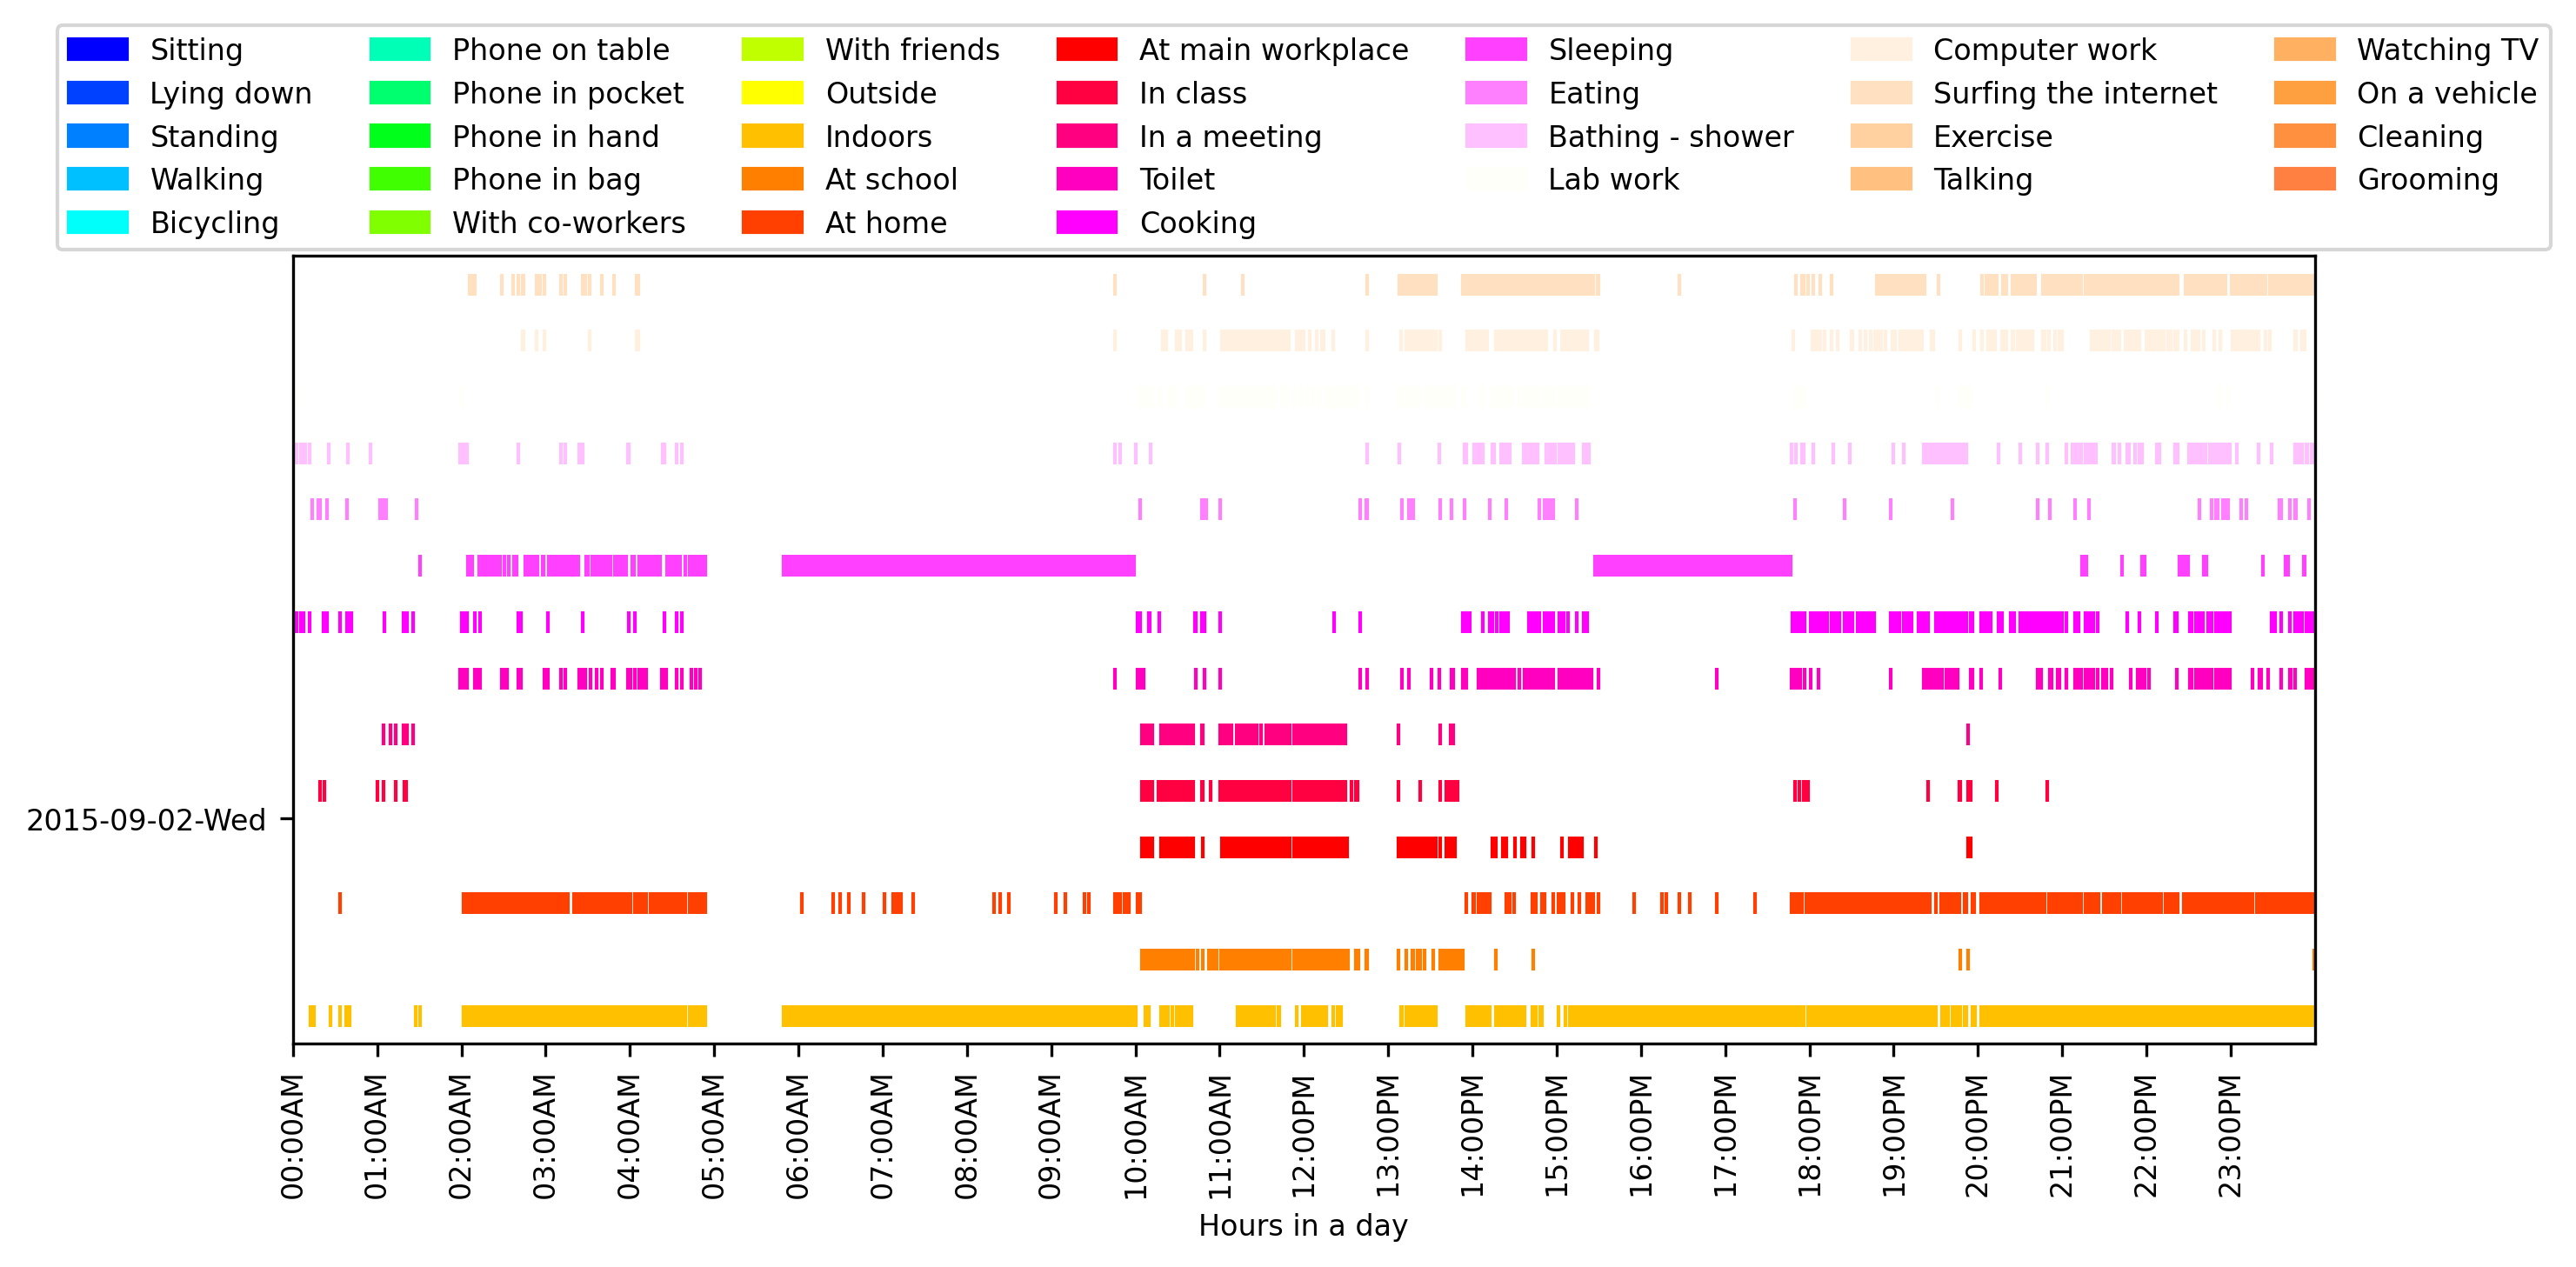 Sitting
Lying down
Standing
Walking
Bicycling
Phone on table
Phone in pocket
Phone in hand
Phone in bag
With co-workers
With friends
Outside
Indoors
At school
At home
At main workplace
In class
In a meeting
Toilet
Cooking
Sleeping
Eating
Bathing - shower
Lab work
Computer work
Surfing the internet
Exercise
Talking
Watching TV
On a vehicle
Cleaning
Grooming
2015-09-02-Wed
00:00AM
01:00AM
02:00AM
03:00AM
04:00AM
05:00AM
06:00AM
07:00AM
08:00AM
09:00AM
10:00AM
11:00AM
12:00PM
13:00PM
14:00PM
15:00PM
16:00PM
17:00PM
18:00PM
19:00PM
20:00PM
21:00PM
22:00PM
23:00PM
Hours in a day